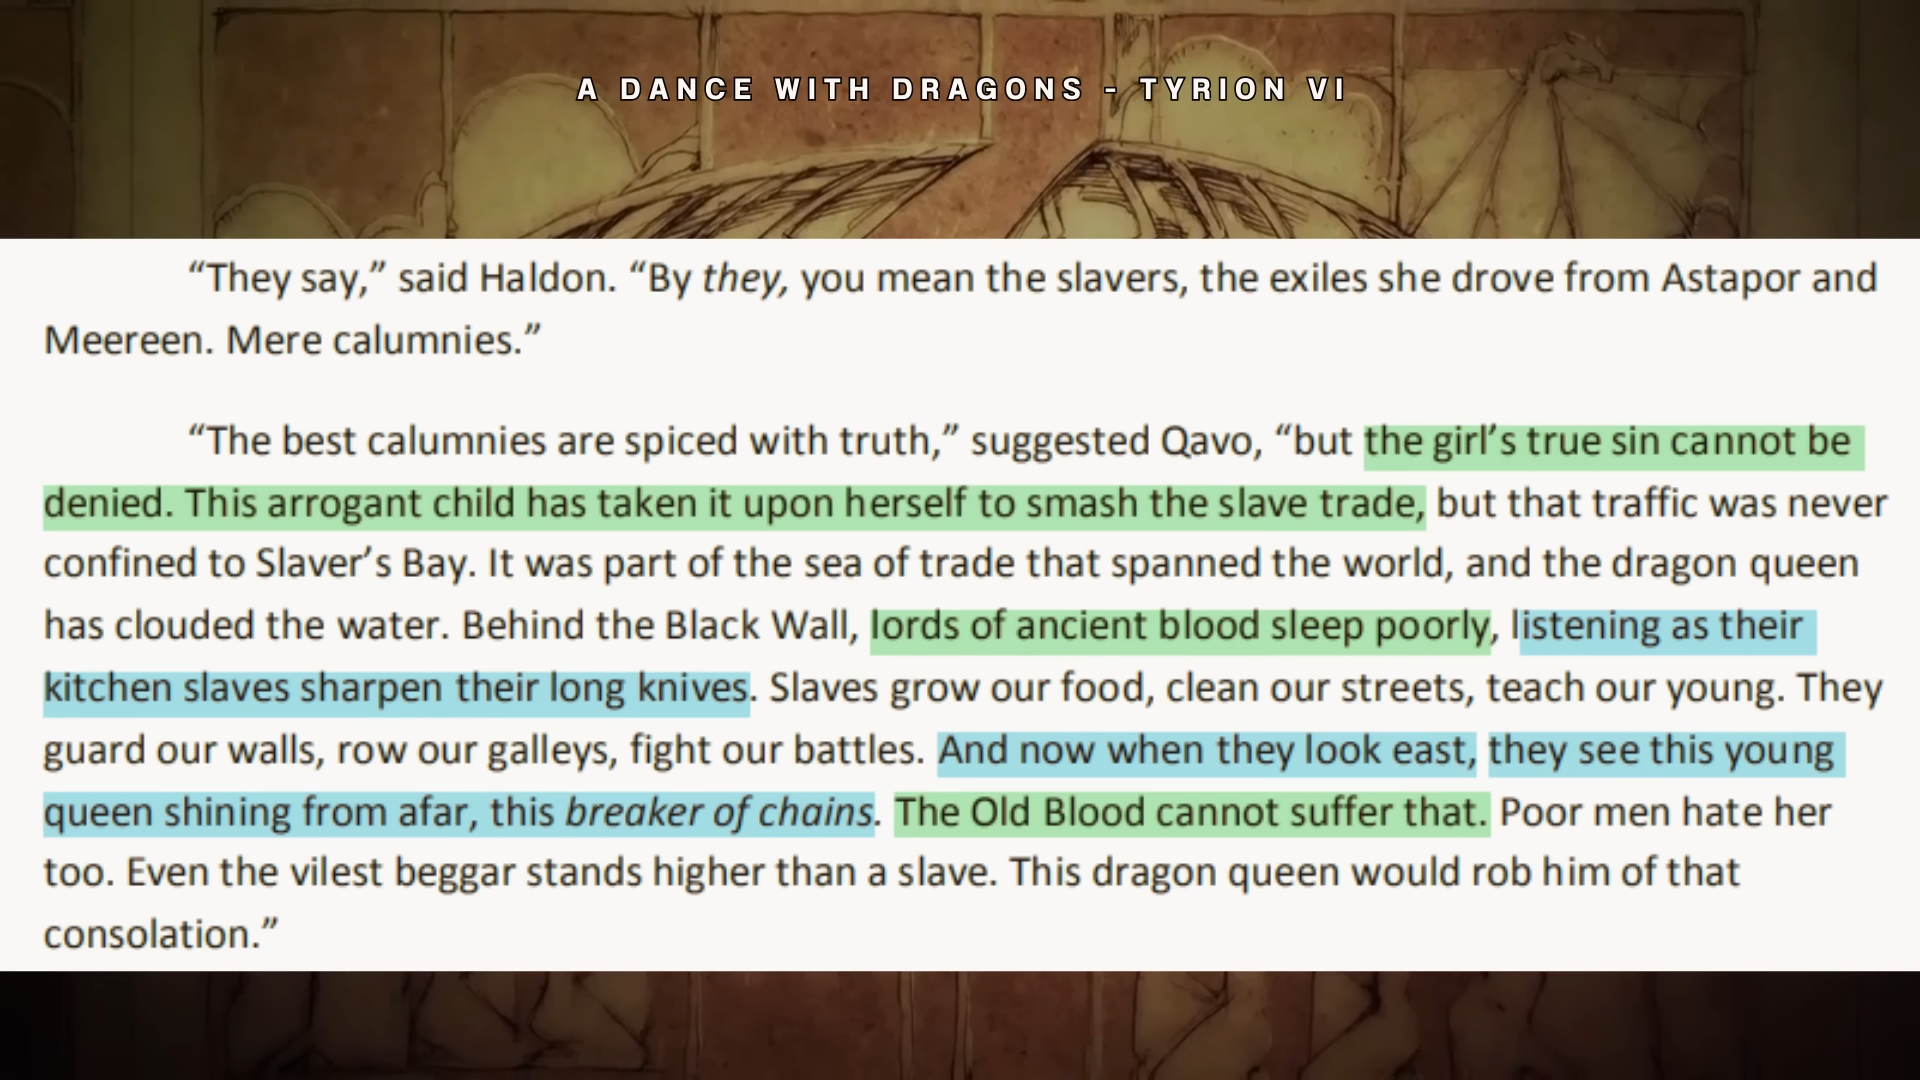 A DANCE WITH DRAGONS - TYRION VI
“They say,” said Haldon. “By they, you mean the slavers, the exiles she drove from Astapor and
Meereen. Mere calumnies.”
“The best calumnies are spiced with truth,” suggested Qavo, “but the girl’s true sin cannot be
denied. This arrogant child has taken it upon herself to smash the slave trade, but that traffic was never
confined to Slaver’s Bay. It was part of the sea of trade that spanned the world, and the dragon queen
has clouded the water. Behind the Black Wall, lords of ancient blood sleep poorly, listening as their
kitchen slaves sharpen their long knives. Slaves grow our food, clean our streets, teach our young. They
guard our walls, row our galleys, fight our battles. And now when they look east, they see this young
queen shining from afar, this breaker of chains. The Old Blood cannot suffer that. Poor men hate her
too. Even the vilest beggar stands higher than a slave. This dragon queen would rob him of that
consolation.”